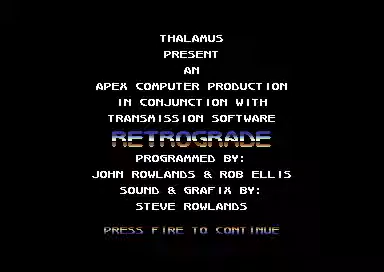 THALAMUS
PRESENT
AN
APEX COMPUTER PRODUCTION
IN CONJUNCTION WITH
TRANSMISSION SOFTWARE
RETROGRADE
PROGRAMMED BY:
JOHN ROWLANDS & ROB ELLIS
SOUND & GRAFIX BY:
STEVE ROWLANDS
PRESS FIRE TO CONTINUE